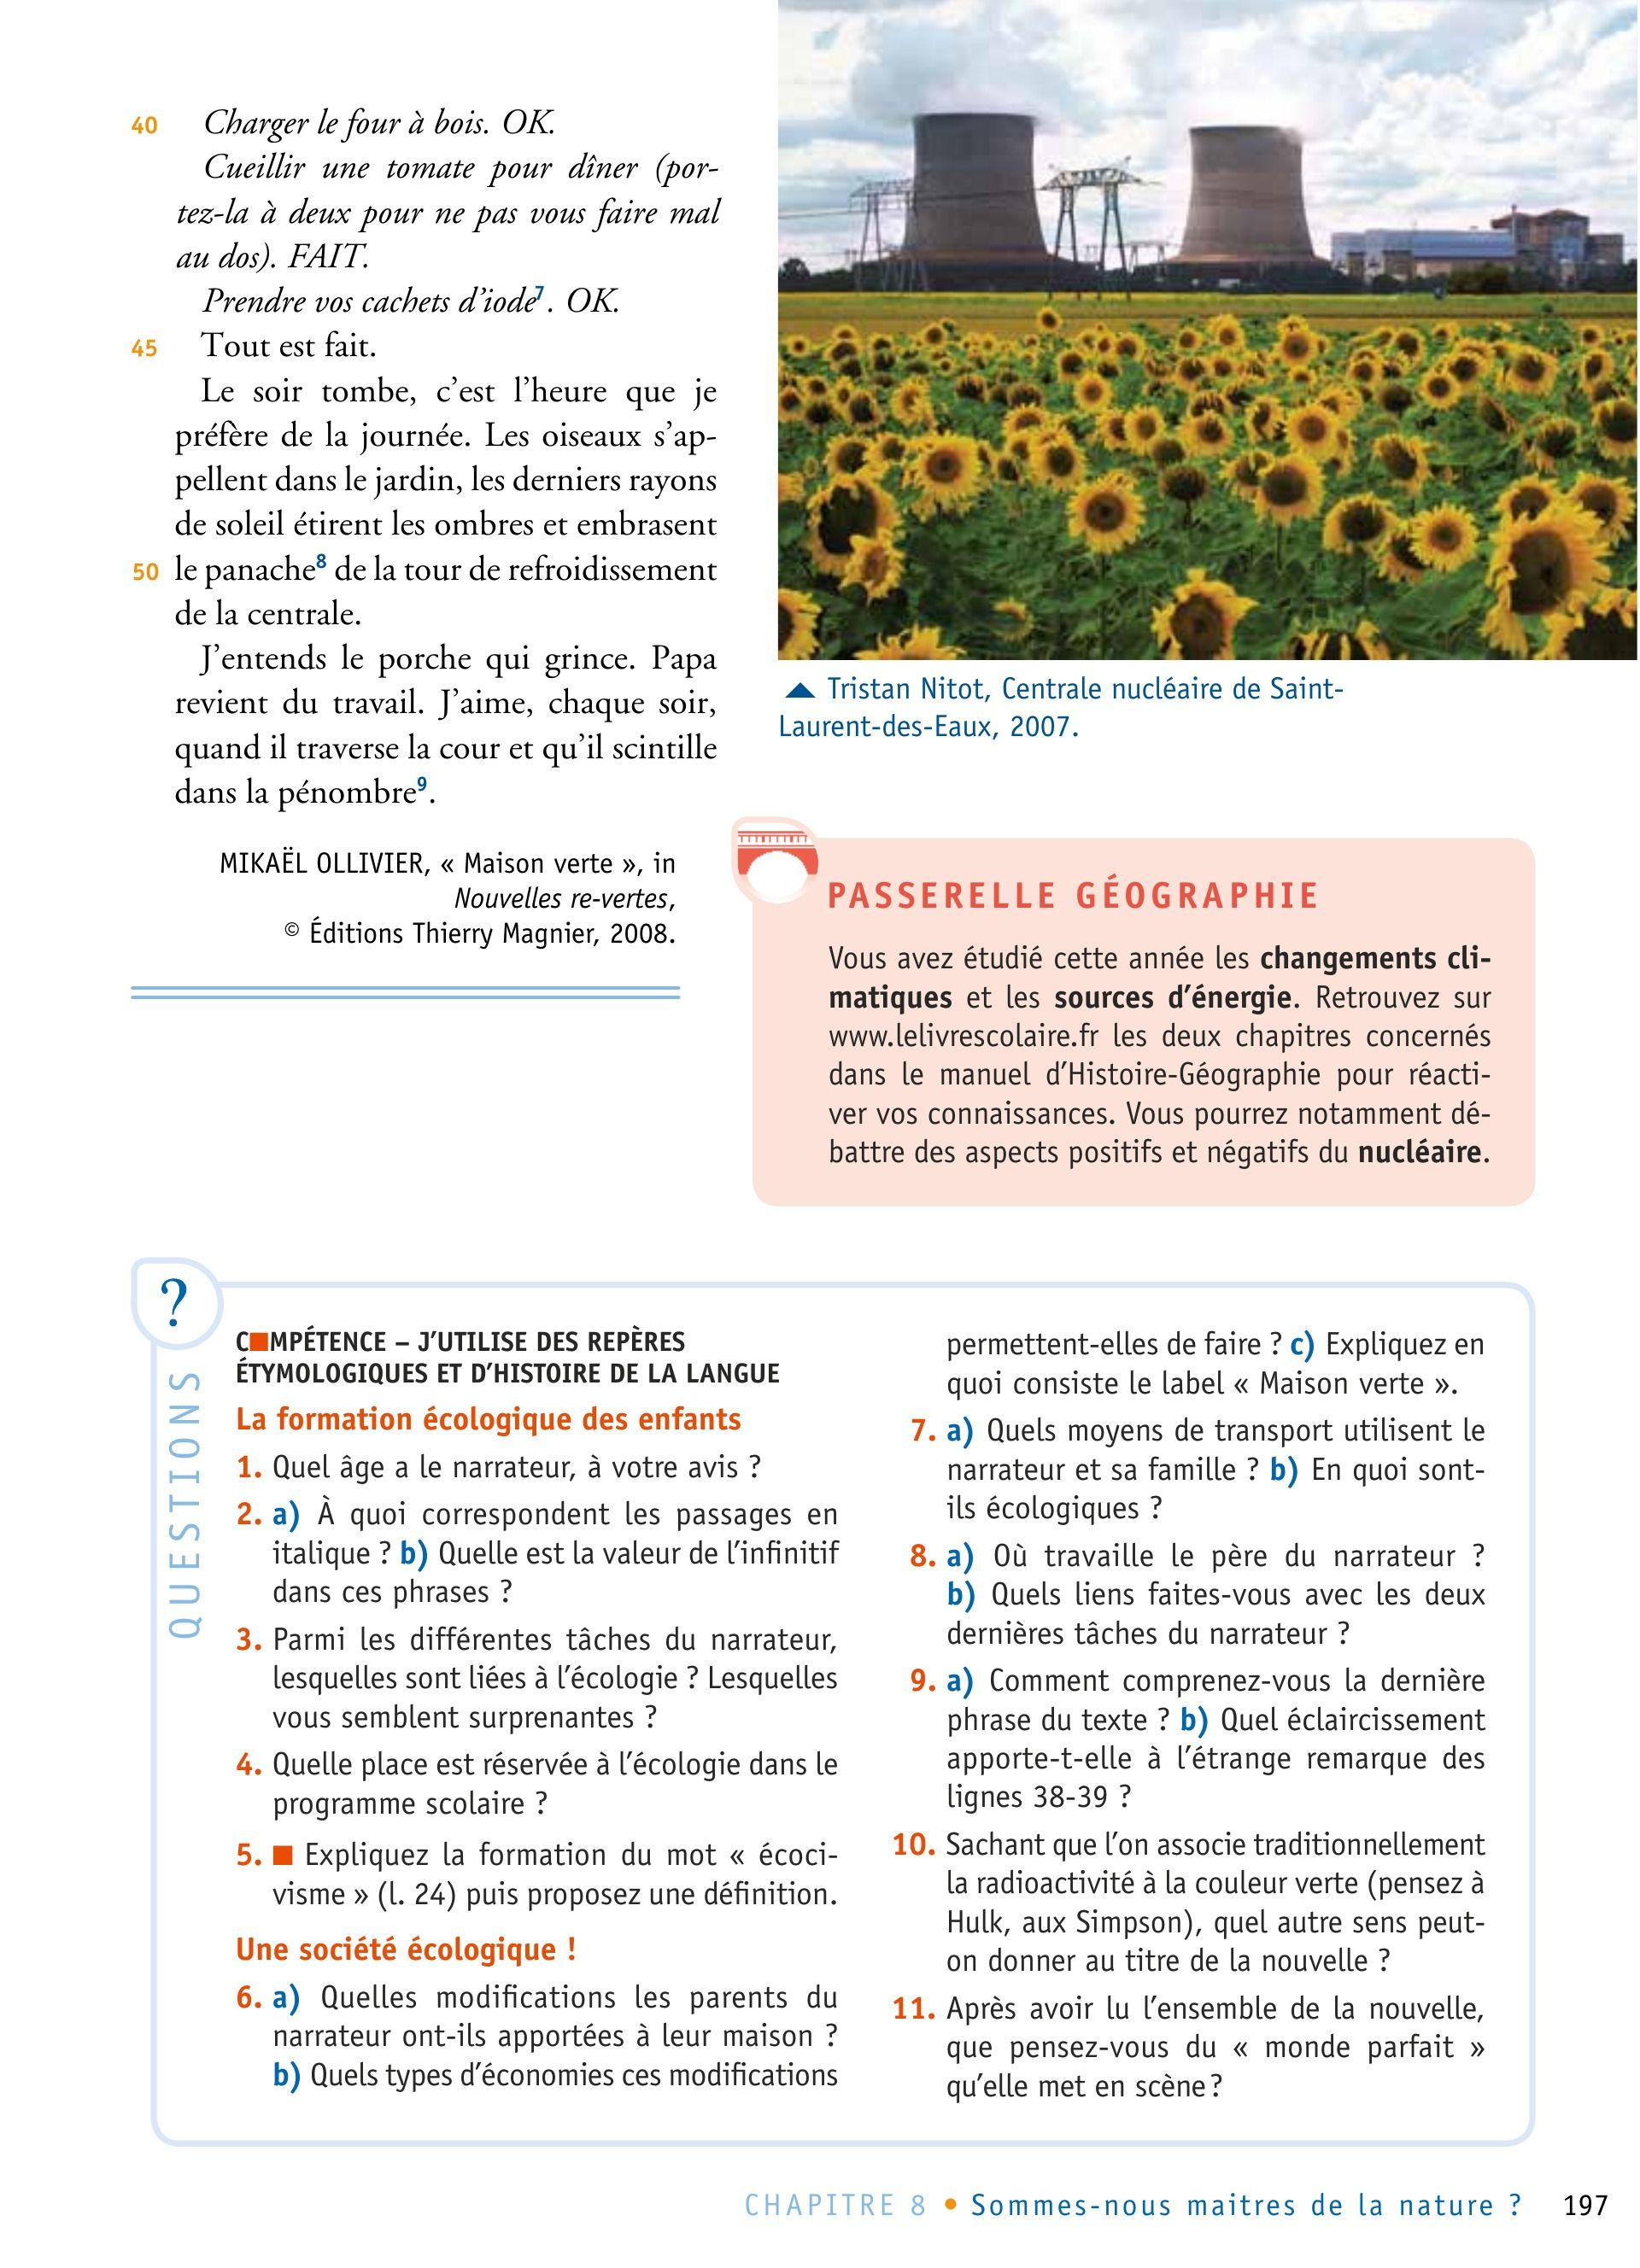 40 Charger le four à bois. OK.
Cueillir une tomate pour dîner (por-
tez-la à deux pour ne pas vous faire mal
au dos). FAIT.
Prendre vos cachets d’iode7. OK.
45 Tout est fait.
Le soir tombe, c’est l’heure que je
préfère de la journée. Les oiseaux s’ap-
pellent dans le jardin, les derniers rayons
de soleil étirent les ombres et embrasent
50 le panache8 de la tour de refroidissement
de la centrale.
J’entends le porche qui grince. Papa
revient du travail. J’aime, chaque soir,
quand il traverse la cour et qu’il scintille
dans la pénombre9.
MIKAËL OLLIVIER, « Maison verte », in
Nouvelles re-vertes,
© Éditions Thierry Magnier, 2008.
Tristan Nitot, Centrale nucléaire de Saint-
Laurent-des-Eaux, 2007.
PASSERELLE GÉOGRAPHIE
Vous avez étudié cette année les changements cli-
matiques et les sources d’énergie. Retrouvez sur
www.lelivrescolaire.fr les deux chapitres concernés
dans le manuel d’Histoire-Géographie pour réacti-
ver vos connaissances. Vous pourrez notamment dé-
battre des aspects positifs et négatifs du nucléaire.
?
QUESTIONS
C■MPÉTENCE – J’UTILISE DES REPÈRES
ÉTYMOLOGIQUES ET D’HISTOIRE DE LA LANGUE
La formation écologique des enfants
1. Quel âge a le narrateur, à votre avis ?
2. a) À quoi correspondent les passages en
italique ? b) Quelle est la valeur de l’infinitif
dans ces phrases ?
3. Parmi les différentes tâches du narrateur,
lesquelles sont liées à l’écologie ? Lesquelles
vous semblent surprenantes ?
4. Quelle place est réservée à l’écologie dans le
programme scolaire ?
5. ■ Expliquez la formation du mot « écoci-
visme » (l. 24) puis proposez une définition.
Une société écologique !
6. a) Quelles modifications les parents du
narrateur ont-ils apportées à leur maison ?
b) Quels types d’économies ces modifications
permettent-elles de faire ? c) Expliquez en
quoi consiste le label « Maison verte ».
7. a) Quels moyens de transport utilisent le
narrateur et sa famille ? b) En quoi sont-
ils écologiques ?
8. a) Où travaille le père du narrateur ?
b) Quels liens faites-vous avec les deux
dernières tâches du narrateur ?
9. a) Comment comprenez-vous la dernière
phrase du texte ? b) Quel éclaircissement
apporte-t-elle à l’étrange remarque des
lignes 38-39 ?
10. Sachant que l’on associe traditionnellement
la radioactivité à la couleur verte (pensez à
Hulk, aux Simpson), quel autre sens peut-
on donner au titre de la nouvelle ?
11. Après avoir lu l’ensemble de la nouvelle,
que pensez-vous du « monde parfait »
qu’elle met en scène?
CHAPITRE 8 • Sommes-nous maitres de la nature ? 197